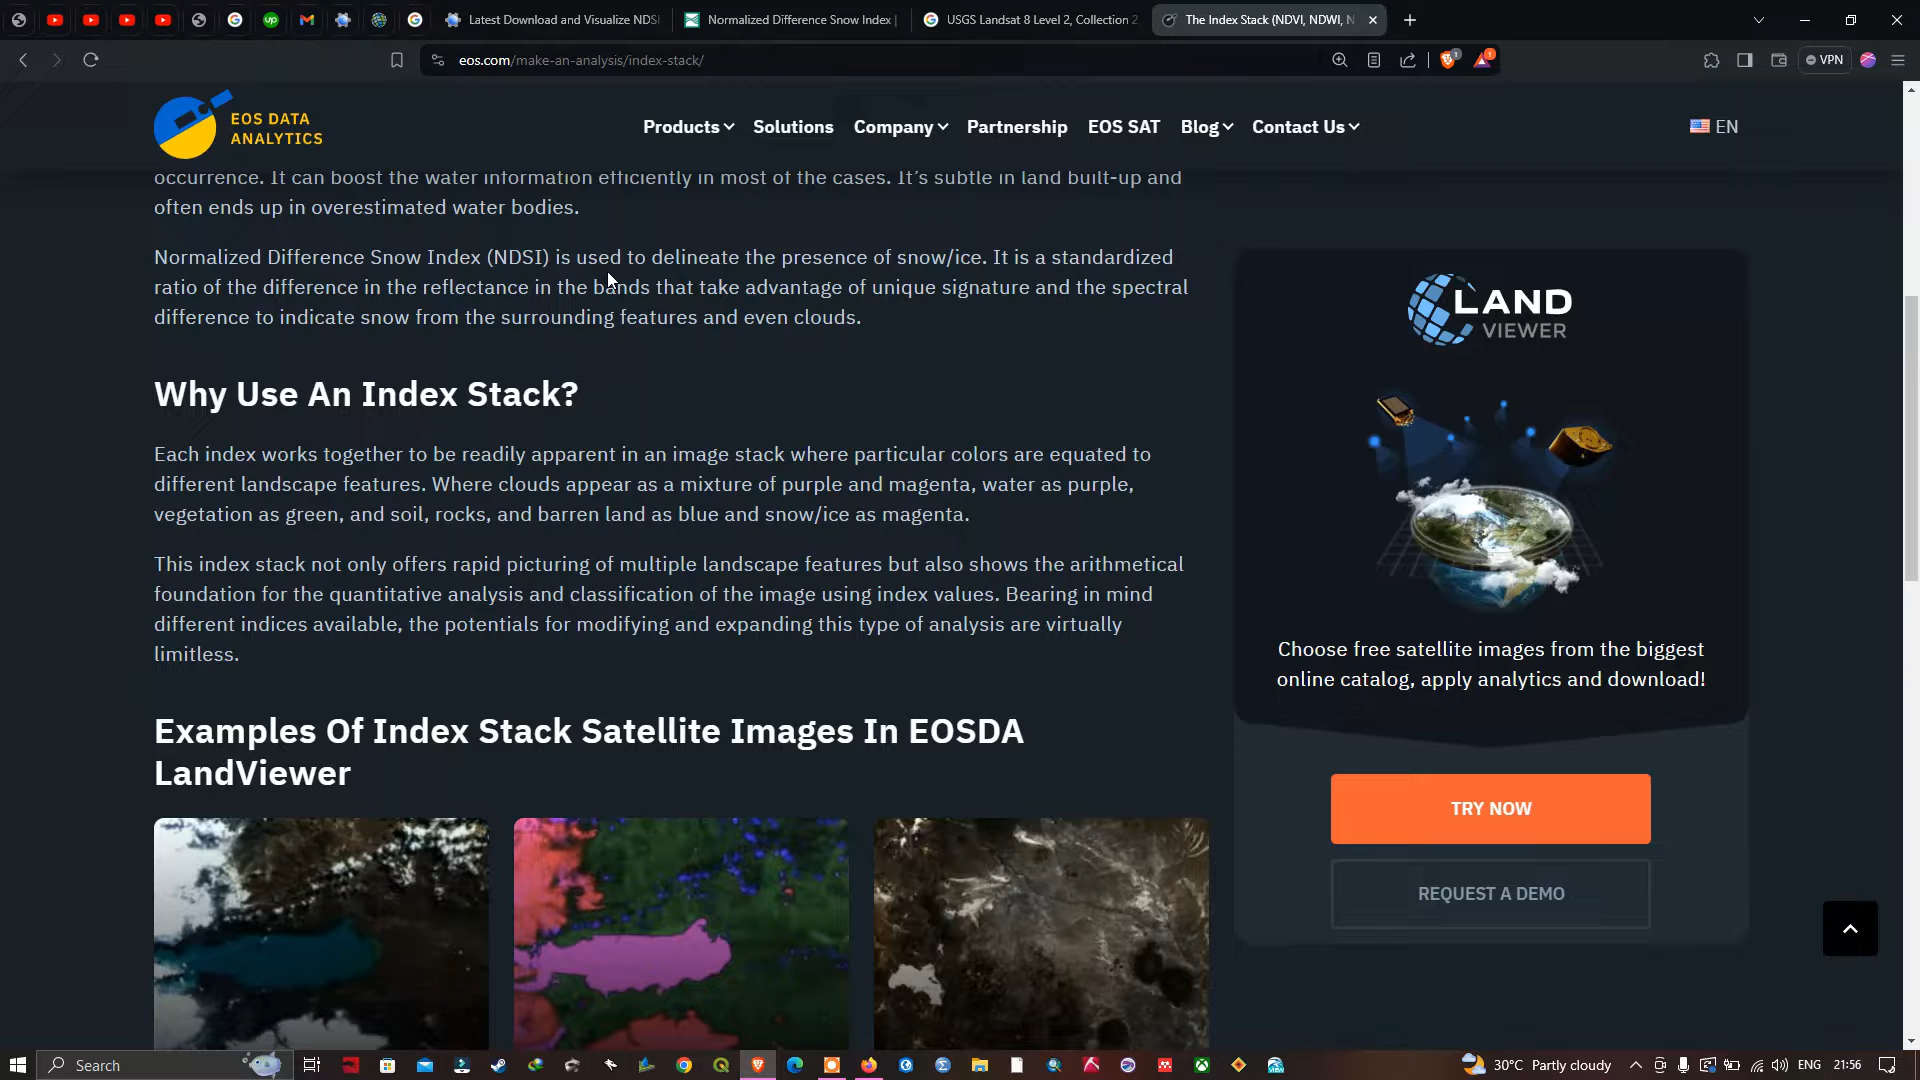 Latest Download and Visualize NDSI
Normalized Difference Snow Index |
USGS Landsat 8 Level 2, Collection 2,
The Index Stack (NDVI, NDWI, N
eos.com/make-an-analysis/index-stack/
VPN
EOS DATA
ANALYTICS
Products
Solutions
Company
Partnership
EOS SAT
Blog
Contact Us
EN
occurrence. It can boost the water information efficiently in most of the cases. It’s subtle in land built-up and
often ends up in overestimated water bodies.
Normalized Difference Snow Index (NDSI) is used to delineate the presence of snow/ice. It is a standardized
ratio of the difference in the reflectance in the bands that take advantage of unique signature and the spectral
difference to indicate snow from the surrounding features and even clouds.
Why Use An Index Stack?
Each index works together to be readily apparent in an image stack where particular colors are equated to
different landscape features. Where clouds appear as a mixture of purple and magenta, water as purple,
vegetation as green, and soil, rocks, and barren land as blue and snow/ice as magenta.
This index stack not only offers rapid picturing of multiple landscape features but also shows the arithmetical
foundation for the quantitative analysis and classification of the image using index values. Bearing in mind
different indices available, the potentials for modifying and expanding this type of analysis are virtually
limitless.
Examples Of Index Stack Satellite Images In EOSDA
LandViewer
LAND
VIEWER
Choose free satellite images from the biggest
online catalog, apply analytics and download!
TRY NOW
REQUEST A DEMO
Search
30°C Partly cloudy
ENG
21:56